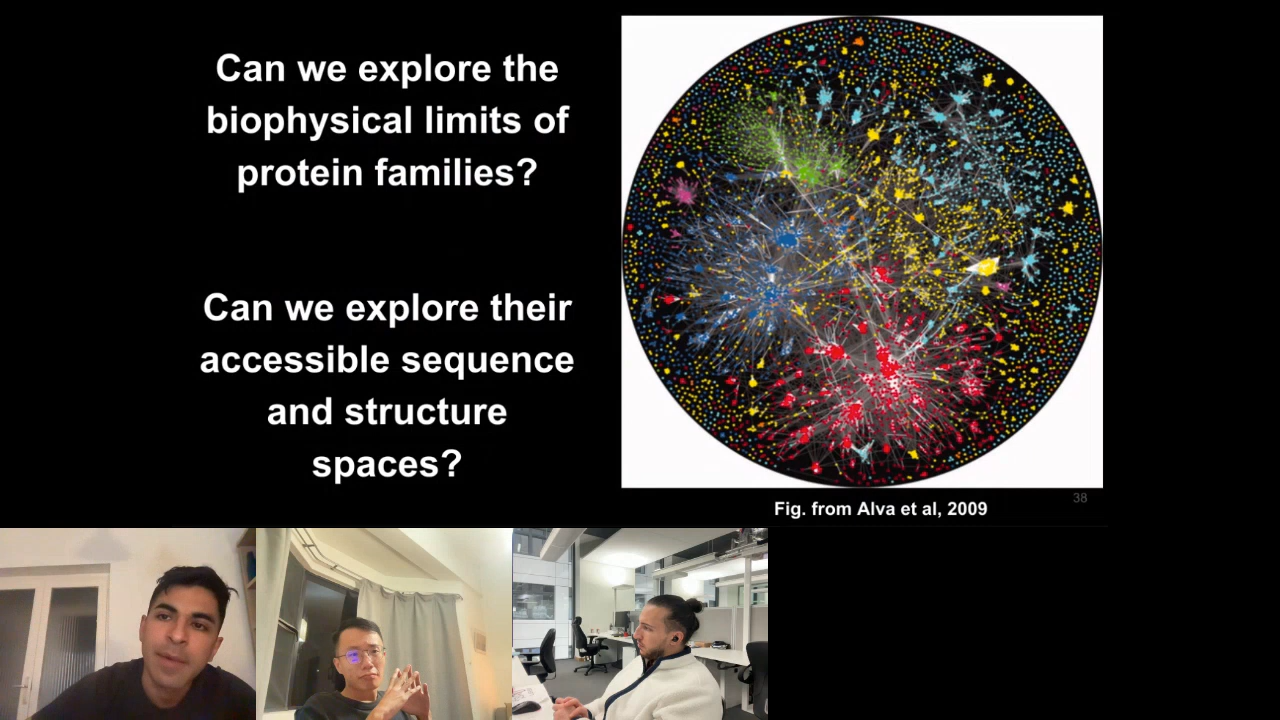 Can we explore the
biophysical limits of
protein families?
Can we explore their
accessible sequence
and structure
spaces?
Fig. from Alva et al, 2009
38